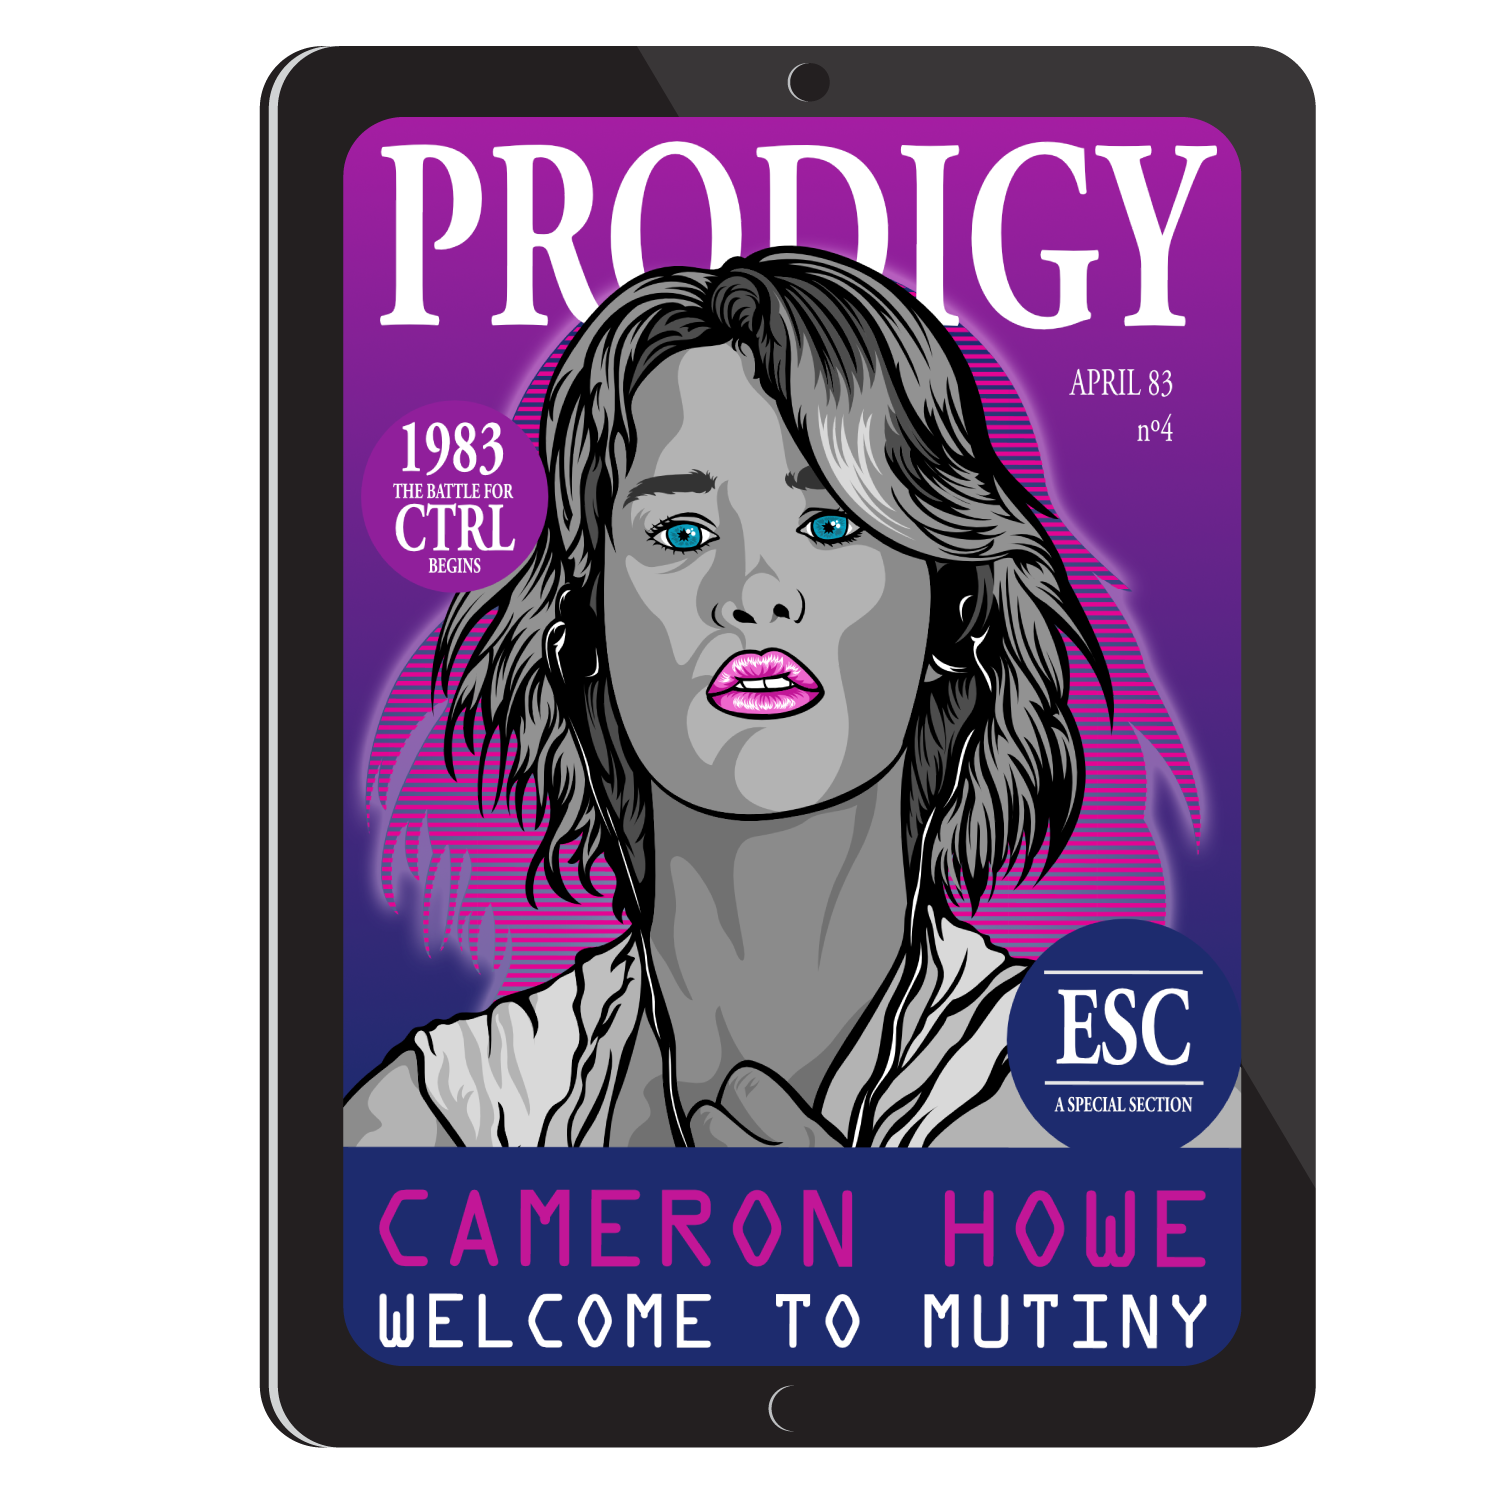 PRODIGY
APRIL 83
nº4
1983
THE BATTLE FOR
CTRL
BEGINS
ESC
A SPECIAL SECTION
CAMERON HOWE
WELCOME TO MUTINY